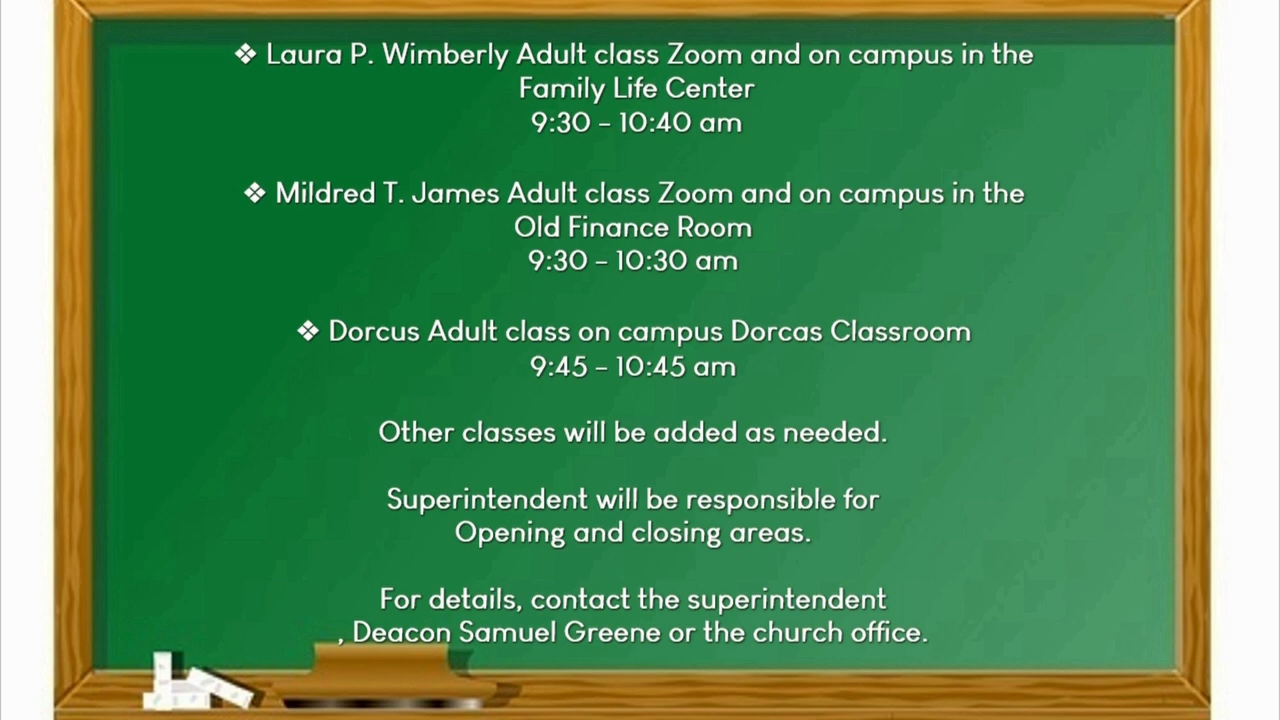 ❖ Laura P. Wimberly Adult class Zoom and on campus in the
Family Life Center
9:30 – 10:40 am
❖ Mildred T. James Adult class Zoom and on campus in the
Old Finance Room
9:30 – 10:30 am
❖ Dorcus Adult class on campus Dorcas Classroom
9:45 – 10:45 am
Other classes will be added as needed.
Superintendent will be responsible for
Opening and closing areas.
For details, contact the superintendent
, Deacon Samuel Greene or the church office.